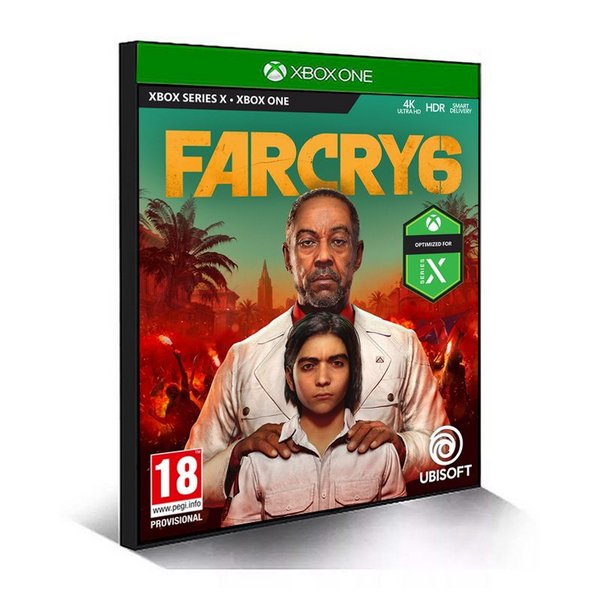 XBOX ONE
XBOX SERIES X • XBOX ONE
4K
ULTRA HD
HDR
SMART
DELIVERY
FARCRY6
OPTIMIZED FOR
SERIES
X
18
www.pegi.info
PROVISIONAL
UBISOFT